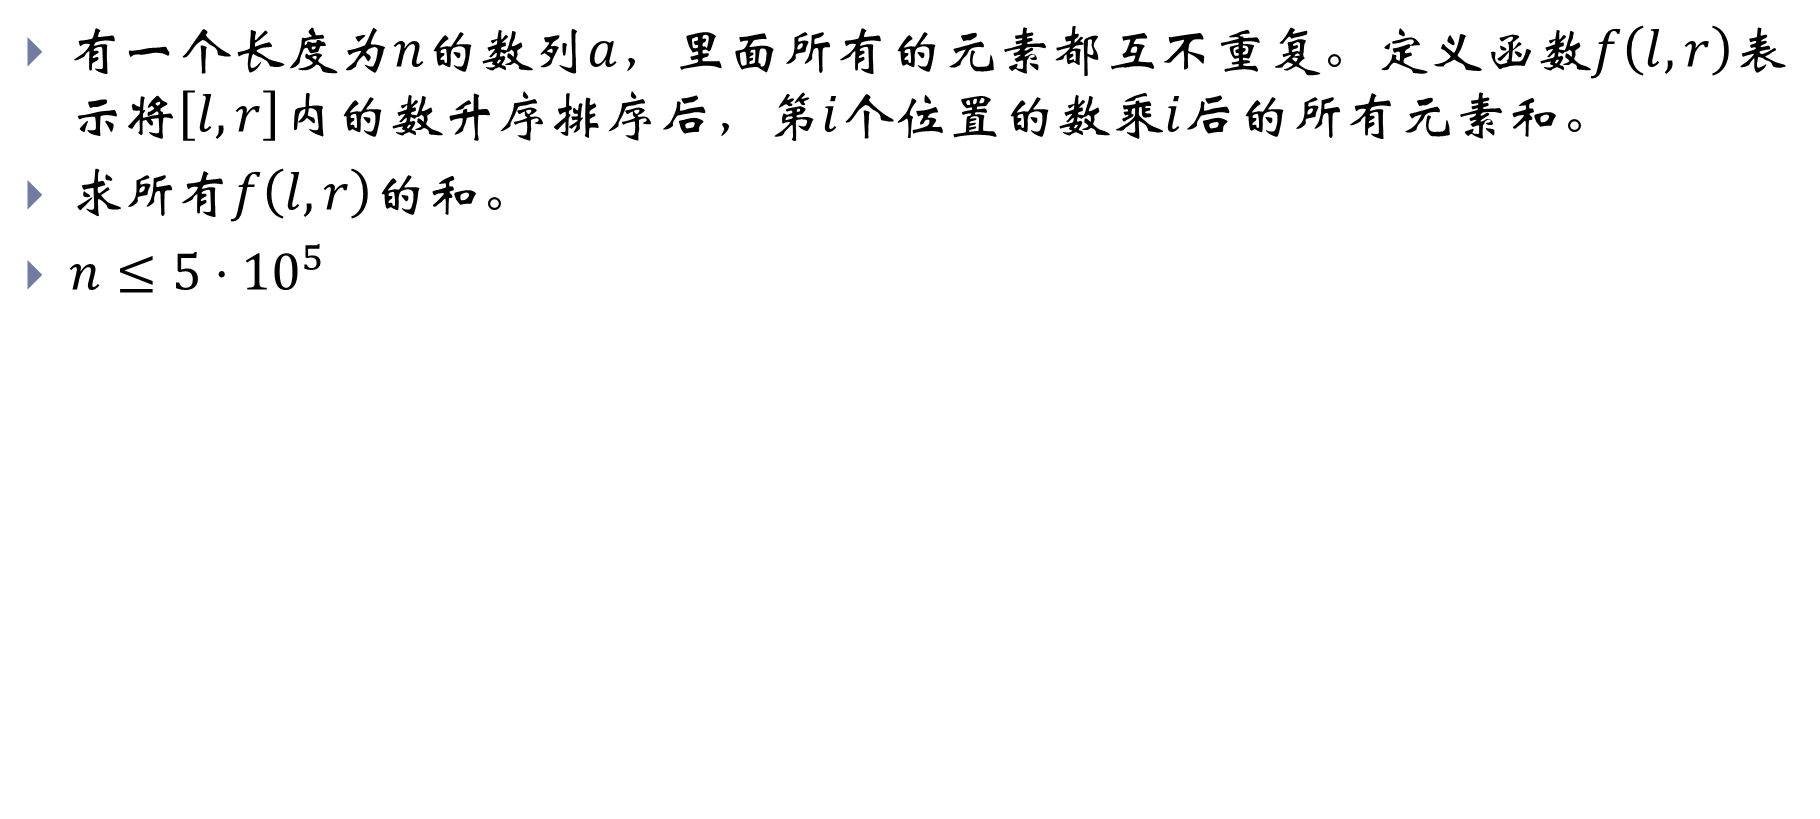 有一个长度为n的数列a，里面所有的元素都互不重复。定义函数f(l,r)表
示将[l,r]内的数升序排序后，第i个位置的数乘i后的所有元素和。
求所有f(l,r)的和。
n ≤ 5·10⁵